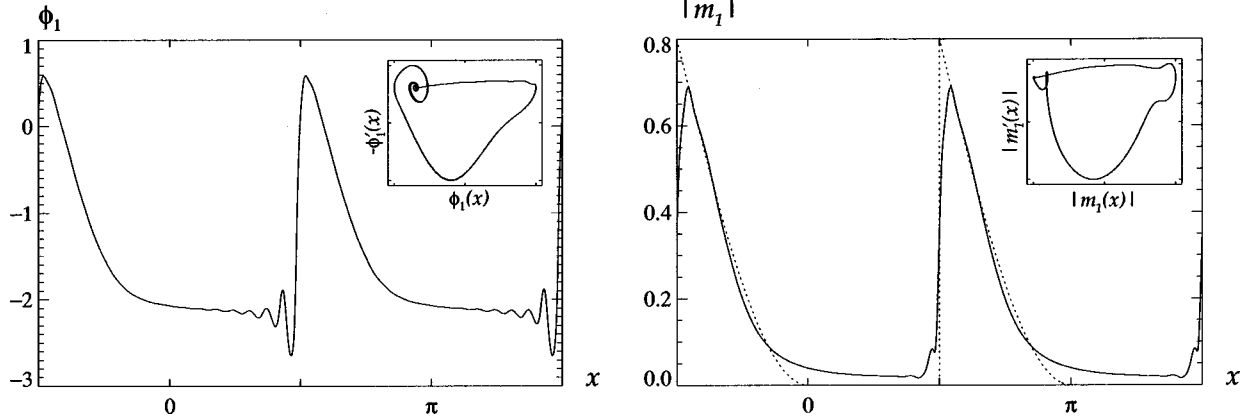 ϕ₁
1
0
−1
−2
−3
0
π
x
-ϕ₁′(x)
ϕ₁(x)
|m₁|
0.8
0.6
0.4
0.2
0.0
0
π
x
|m₁′(x)|
|m₁(x)|